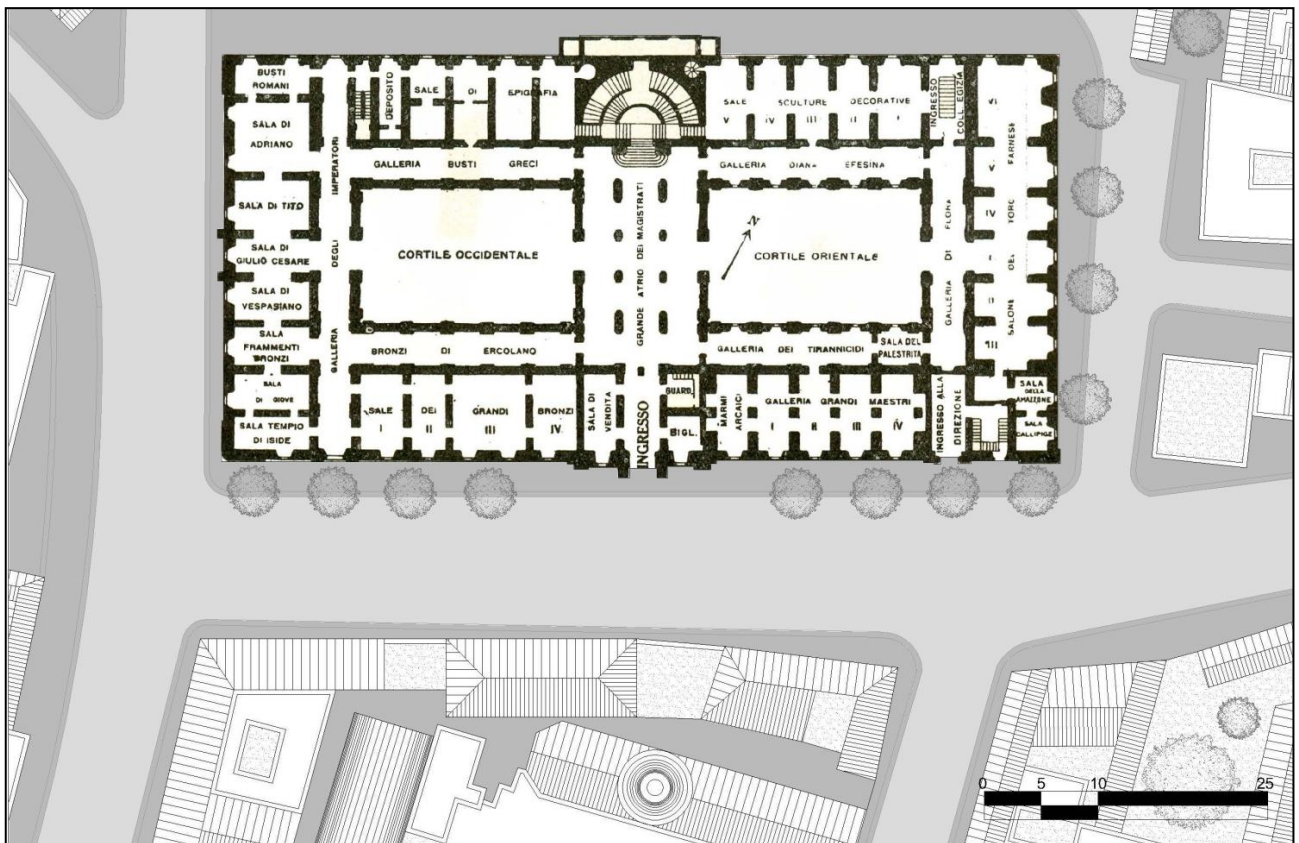 BUSTI
ROMANI
SALA DI
ADRIANO
SALA DI TITO
SALA DI
GIULIO CESARE
SALA DI
VESPASIANO
SALA
FRAMMENTI
BRONZI
SALA
DI GIOVE
SALA TEMPIO
DI ISIDE
GALLERIA DEGLI IMPERATORI
DEPOSITO
SALE DI EPIGRAFIA
GALLERIA BUSTI GRECI
CORTILE OCCIDENTALE
BRONZI DI ERCOLANO
SALE DEI GRANDI BRONZI
I II III IV
SALA DI
VENDITA
INGRESSO
GUARD.
BIGL.
GRANDE ATRIO DEI MAGISTRATI
SALE SCULTURE DECORATIVE
V IV III II I
INGRESSO
COLL. EGIZIA
GALLERIA DIANA EFESINA
N
CORTILE ORIENTALE
GALLERIA DI FLORA
GALLERIA DEI TIRANNICIDI
SALA DEL
PALESTRITA
MARMI
ARCAICI
GALLERIA GRANDI MAESTRI
I II III IV
INGRESSO ALLA
DIREZIONE
SALONE DEL TORO FARNESE
VI
V
IV
I
II
III
SALA
DELLA
AMAZZONE
SALA
CALLIPIGE
0 5 10 25